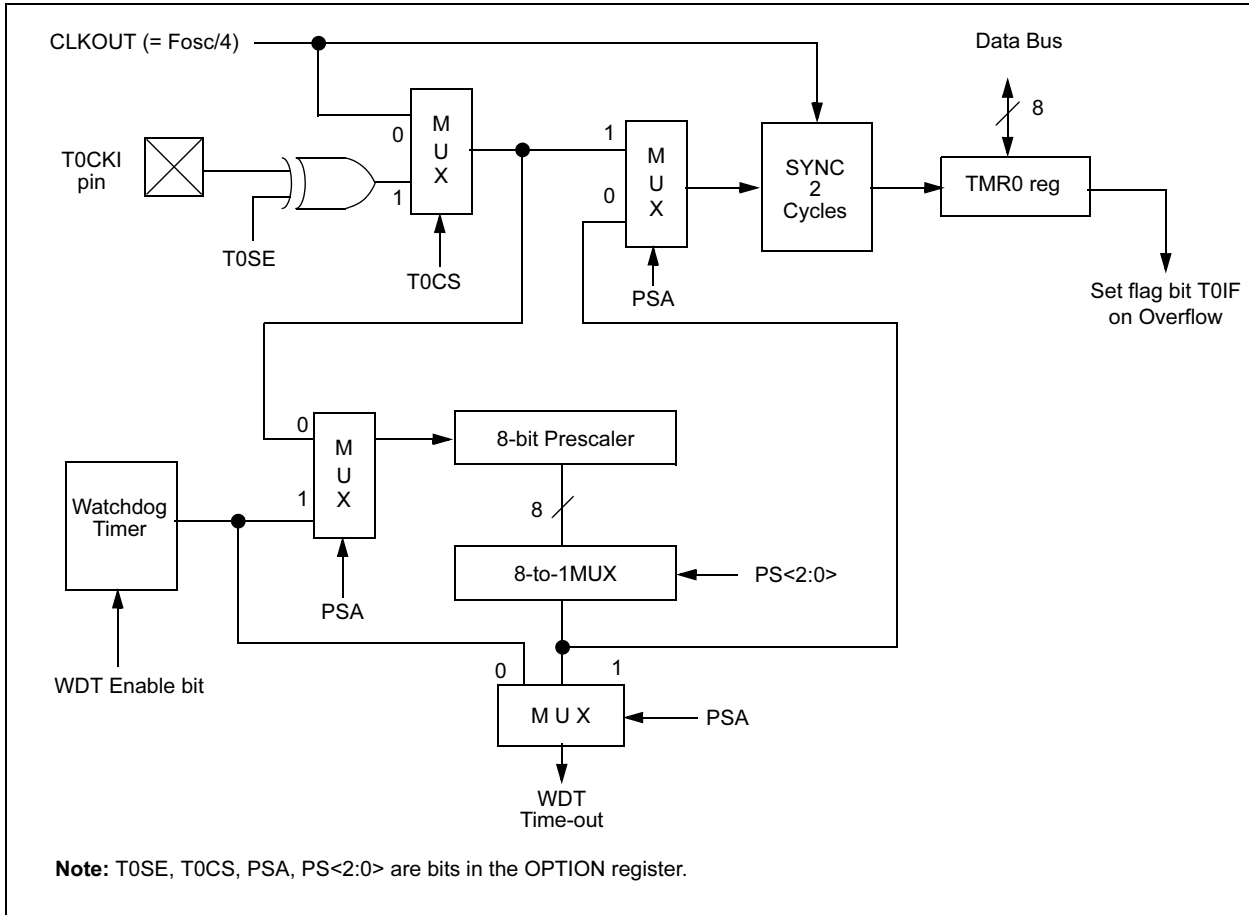 CLKOUT (= Fosc/4)
Data Bus
8
T0CKI
pin
0
1
M
U
X
T0SE
T0CS
1
0
M
U
X
PSA
SYNC
2
Cycles
TMR0 reg
Set flag bit T0IF
on Overflow
0
1
M
U
X
PSA
8-bit Prescaler
8
8-to-1MUX
PS<2:0>
Watchdog
Timer
WDT Enable bit
0
1
M U X
PSA
WDT
Time-out
Note: T0SE, T0CS, PSA, PS<2:0> are bits in the OPTION register.